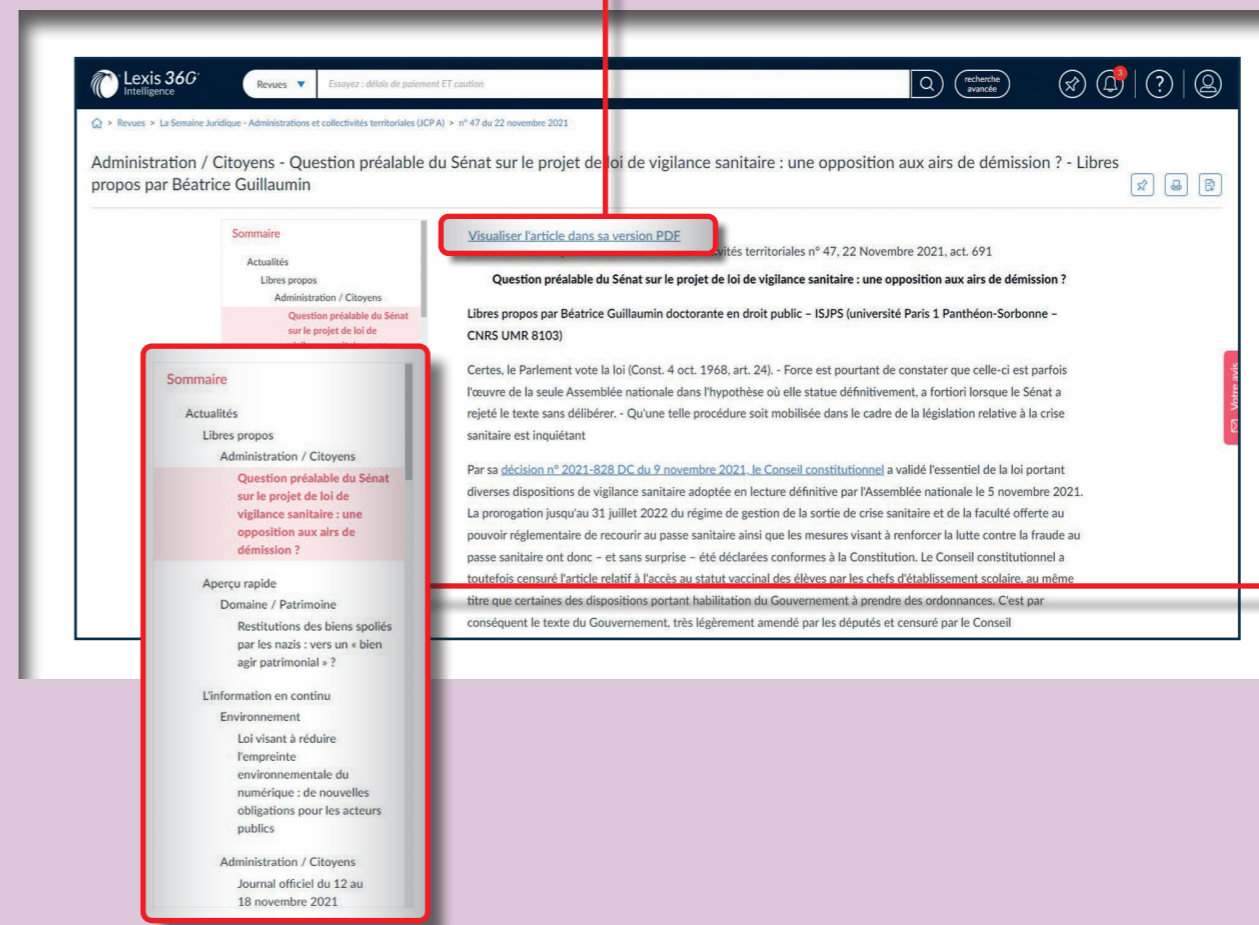 Lexis 360
Intelligence
Revues
Essayez : délais de paiement ET caution
recherche
avancée
3
> Revues > La Semaine Juridique - Administrations et collectivités territoriales (JCP A) > n° 47 du 22 novembre 2021
Administration / Citoyens - Question préalable du Sénat sur le projet de loi de vigilance sanitaire : une opposition aux airs de démission ? - Libres
propos par Béatrice Guillaumin
Sommaire
Actualités
Libres propos
Administration / Citoyens
Question préalable du Sénat
sur le projet de loi de
Visualiser l'article dans sa version PDF
territoriales n° 47, 22 Novembre 2021, act. 691
Question préalable du Sénat sur le projet de loi de vigilance sanitaire : une opposition aux airs de démission ?
Libres propos par Béatrice Guillaumin doctorante en droit public – ISJPS (université Paris 1 Panthéon-Sorbonne –
CNRS UMR 8103)
Certes, le Parlement vote la loi (Const. 4 oct. 1968, art. 24). - Force est pourtant de constater que celle-ci est parfois
l'œuvre de la seule Assemblée nationale dans l'hypothèse où elle statue définitivement, a fortiori lorsque le Sénat a
rejeté le texte sans délibérer. - Qu'une telle procédure soit mobilisée dans le cadre de la législation relative à la crise
sanitaire est inquiétant
Par sa décision n° 2021-828 DC du 9 novembre 2021, le Conseil constitutionnel a validé l'essentiel de la loi portant
diverses dispositions de vigilance sanitaire adoptée en lecture définitive par l'Assemblée nationale le 5 novembre 2021.
La prorogation jusqu'au 31 juillet 2022 du régime de gestion de la sortie de crise sanitaire et de la faculté offerte au
pouvoir réglementaire de recourir au passe sanitaire ainsi que les mesures visant à renforcer la lutte contre la fraude au
passe sanitaire ont donc – et sans surprise – été déclarées conformes à la Constitution. Le Conseil constitutionnel a
toutefois censuré l'article relatif à l'accès au statut vaccinal des élèves par les chefs d'établissement scolaire, au même
titre que certaines des dispositions portant habilitation du Gouvernement à prendre des ordonnances. C'est par
conséquent le texte du Gouvernement, très légèrement amendé par les députés et censuré par le Conseil
Votre avis
Sommaire
Actualités
Libres propos
Administration / Citoyens
Question préalable du Sénat
sur le projet de loi de
vigilance sanitaire : une
opposition aux airs de
démission ?
Aperçu rapide
Domaine / Patrimoine
Restitutions des biens spoliés
par les nazis : vers un « bien
agir patrimonial » ?
L'information en continu
Environnement
Loi visant à réduire
l'empreinte
environnementale du
numérique : de nouvelles
obligations pour les acteurs
publics
Administration / Citoyens
Journal officiel du 12 au
18 novembre 2021